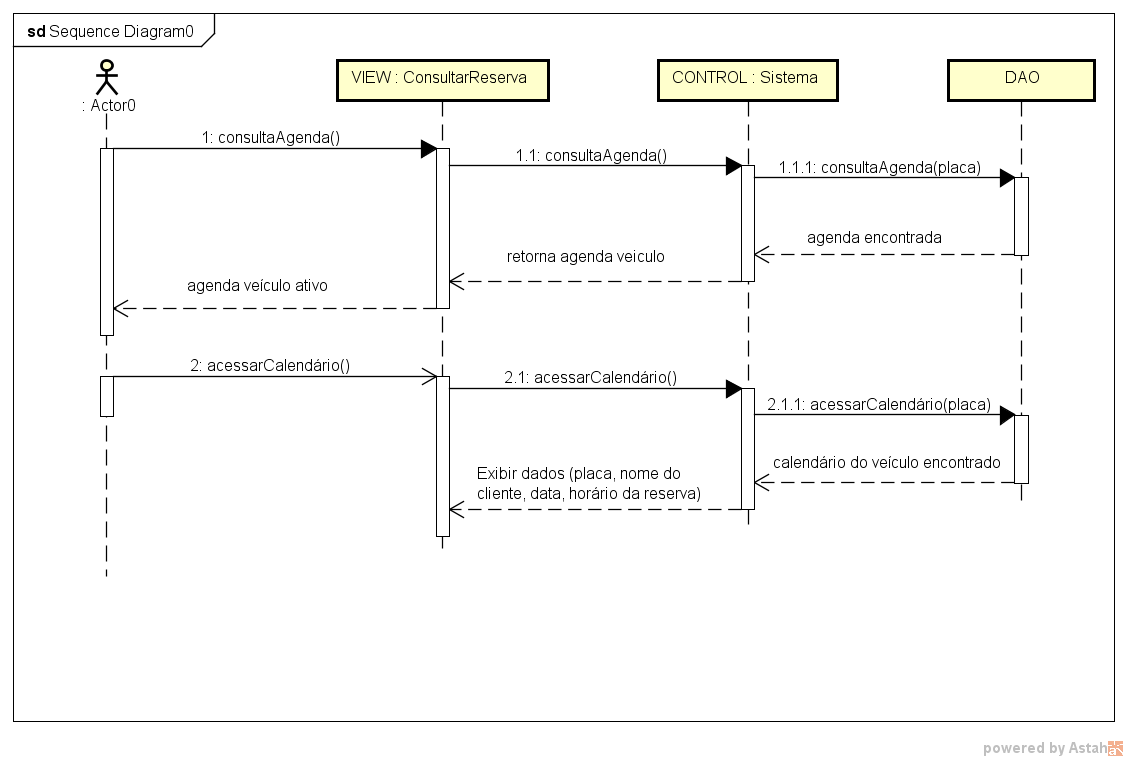 sd Sequence Diagram0
: Actor0
VIEW : ConsultarReserva
CONTROL : Sistema
DAO
1: consultaAgenda()
1.1: consultaAgenda()
1.1.1: consultaAgenda(placa)
agenda encontrada
retorna agenda veiculo
agenda veículo ativo
2: acessarCalendário()
2.1: acessarCalendário()
2.1.1: acessarCalendário(placa)
calendário do veículo encontrado
Exibir dados (placa, nome do
cliente, data, horário da reserva)
powered by Astah